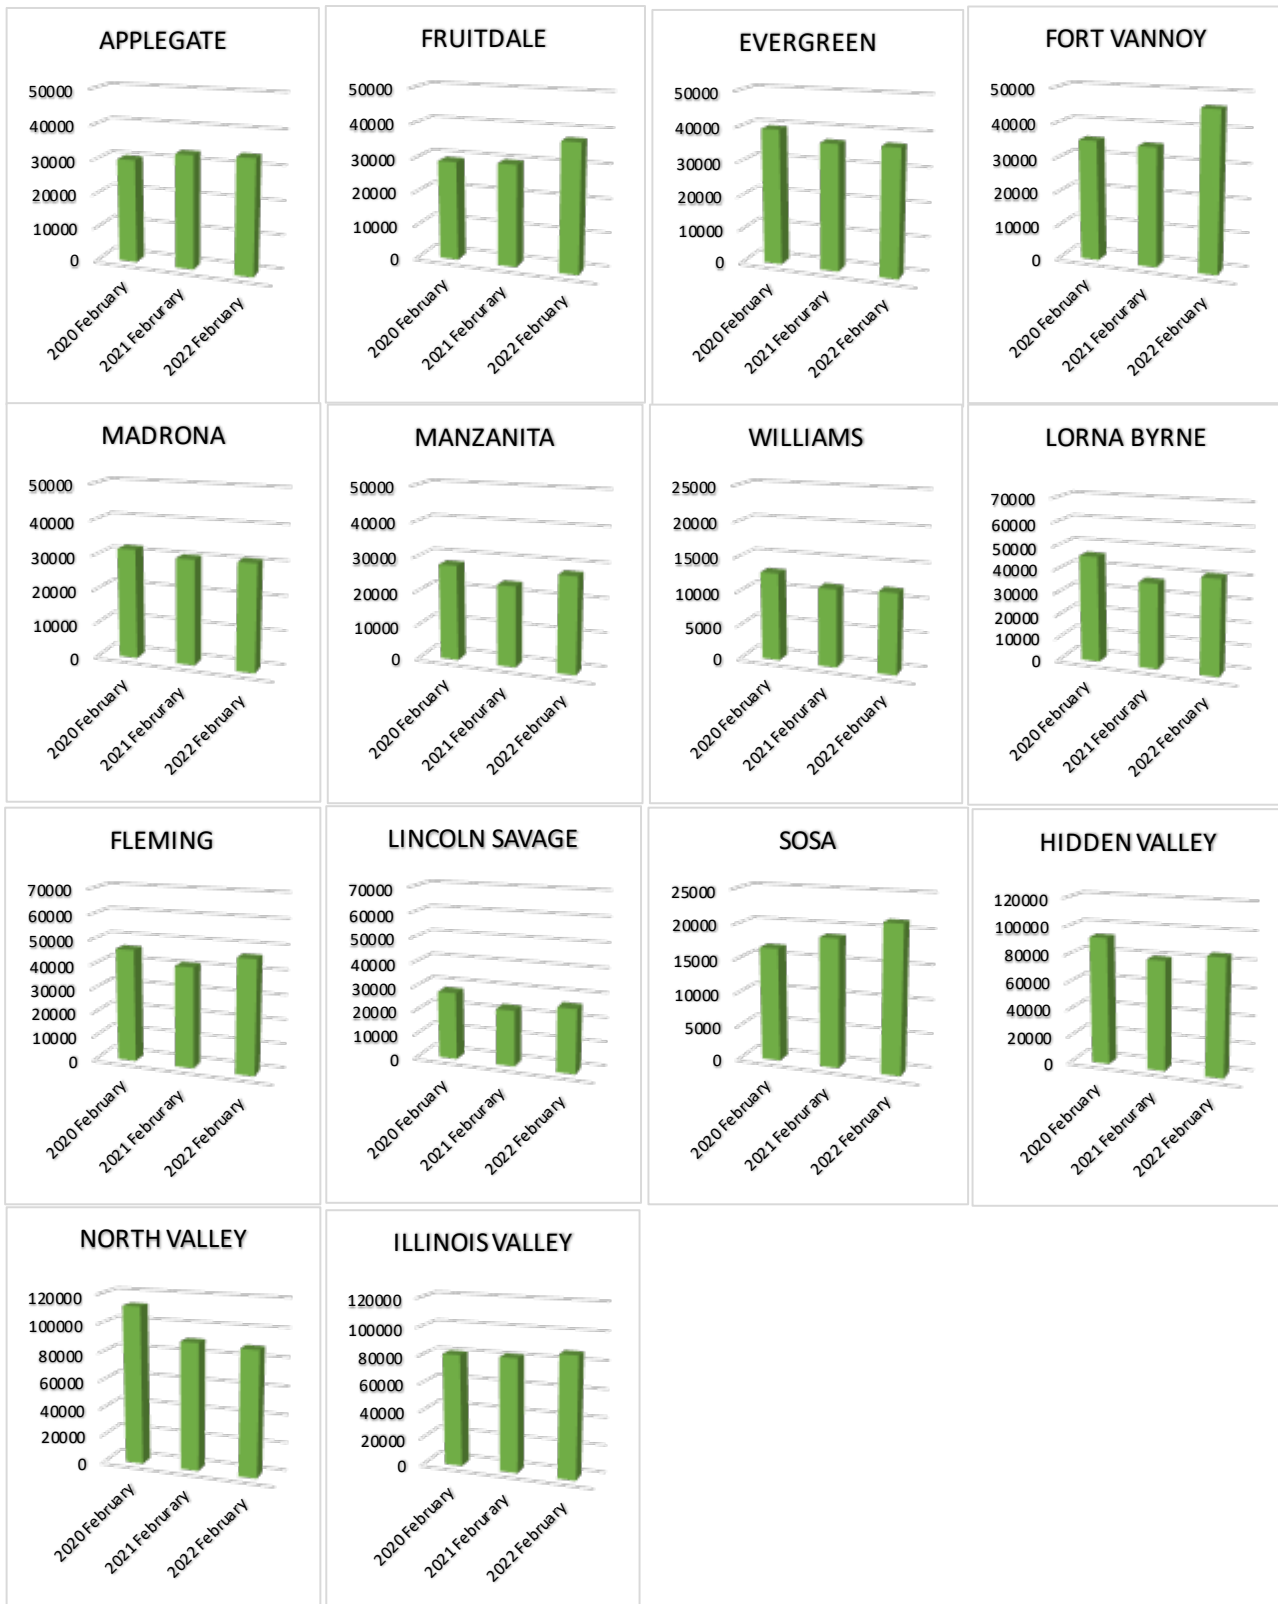 APPLEGATE
50000
40000
30000
20000
10000
0
2020 February
2021 Februrary
2022 February
FRUITDALE
50000
40000
30000
20000
10000
0
2020 February
2021 Februrary
2022 February
EVERGREEN
50000
40000
30000
20000
10000
0
2020 February
2021 Februrary
2022 February
FORT VANNOY
50000
40000
30000
20000
10000
0
2020 February
2021 Februrary
2022 February
MADRONA
50000
40000
30000
20000
10000
0
2020 February
2021 Februrary
2022 February
MANZANITA
50000
40000
30000
20000
10000
0
2020 February
2021 Februrary
2022 February
WILLIAMS
25000
20000
15000
10000
5000
0
2020 February
2021 Februrary
2022 February
LORNA BYRNE
70000
60000
50000
40000
30000
20000
10000
0
2020 February
2021 Februrary
2022 February
FLEMING
70000
60000
50000
40000
30000
20000
10000
0
2020 February
2021 Februrary
2022 February
LINCOLN SAVAGE
70000
60000
50000
40000
30000
20000
10000
0
2020 February
2021 Februrary
2022 February
SOSA
25000
20000
15000
10000
5000
0
2020 February
2021 Februrary
2022 February
HIDDEN VALLEY
120000
100000
80000
60000
40000
20000
0
2020 February
2021 Februrary
2022 February
NORTH VALLEY
120000
100000
80000
60000
40000
20000
0
2020 February
2021 Februrary
2022 February
ILLINOIS VALLEY
120000
100000
80000
60000
40000
20000
0
2020 February
2021 Februrary
2022 February